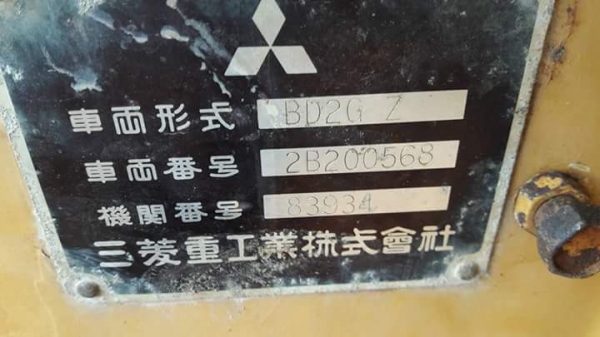 車両形式 BD2G Z
車両番号 2B200568
機関番号 83934
三菱重工業株式會社